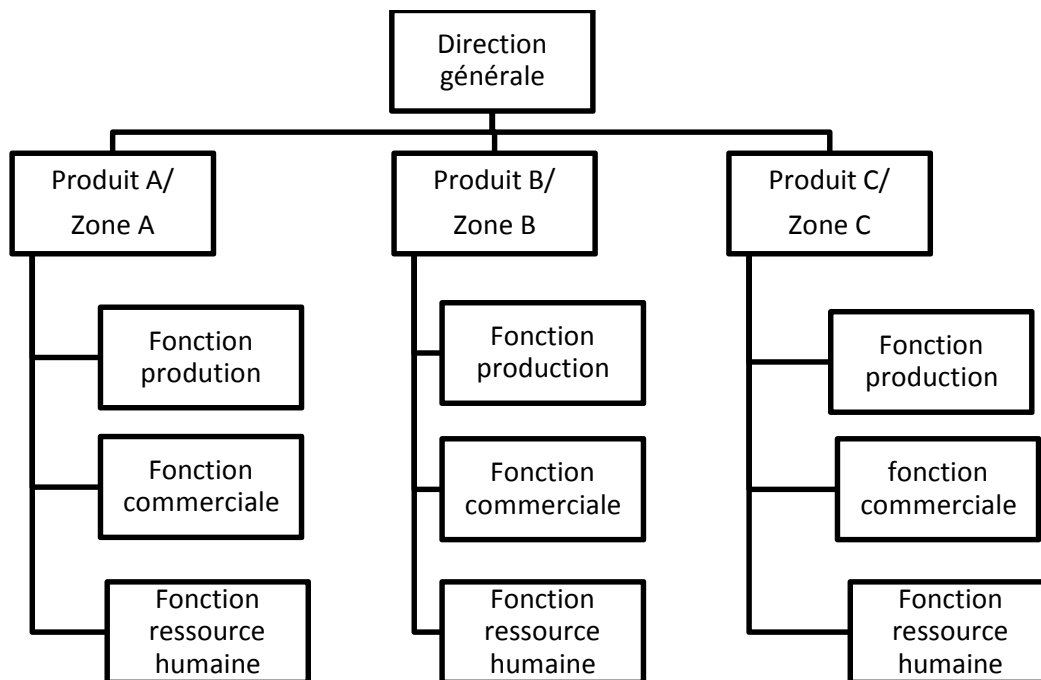 Direction
générale
Produit A/
Zone A
Produit B/
Zone B
Produit C/
Zone C
Fonction
prodution
Fonction
production
Fonction
production
Fonction
commerciale
Fonction
commerciale
fonction
commerciale
Fonction
ressource
humaine
Fonction
ressource
humaine
Fonction
ressource
humaine